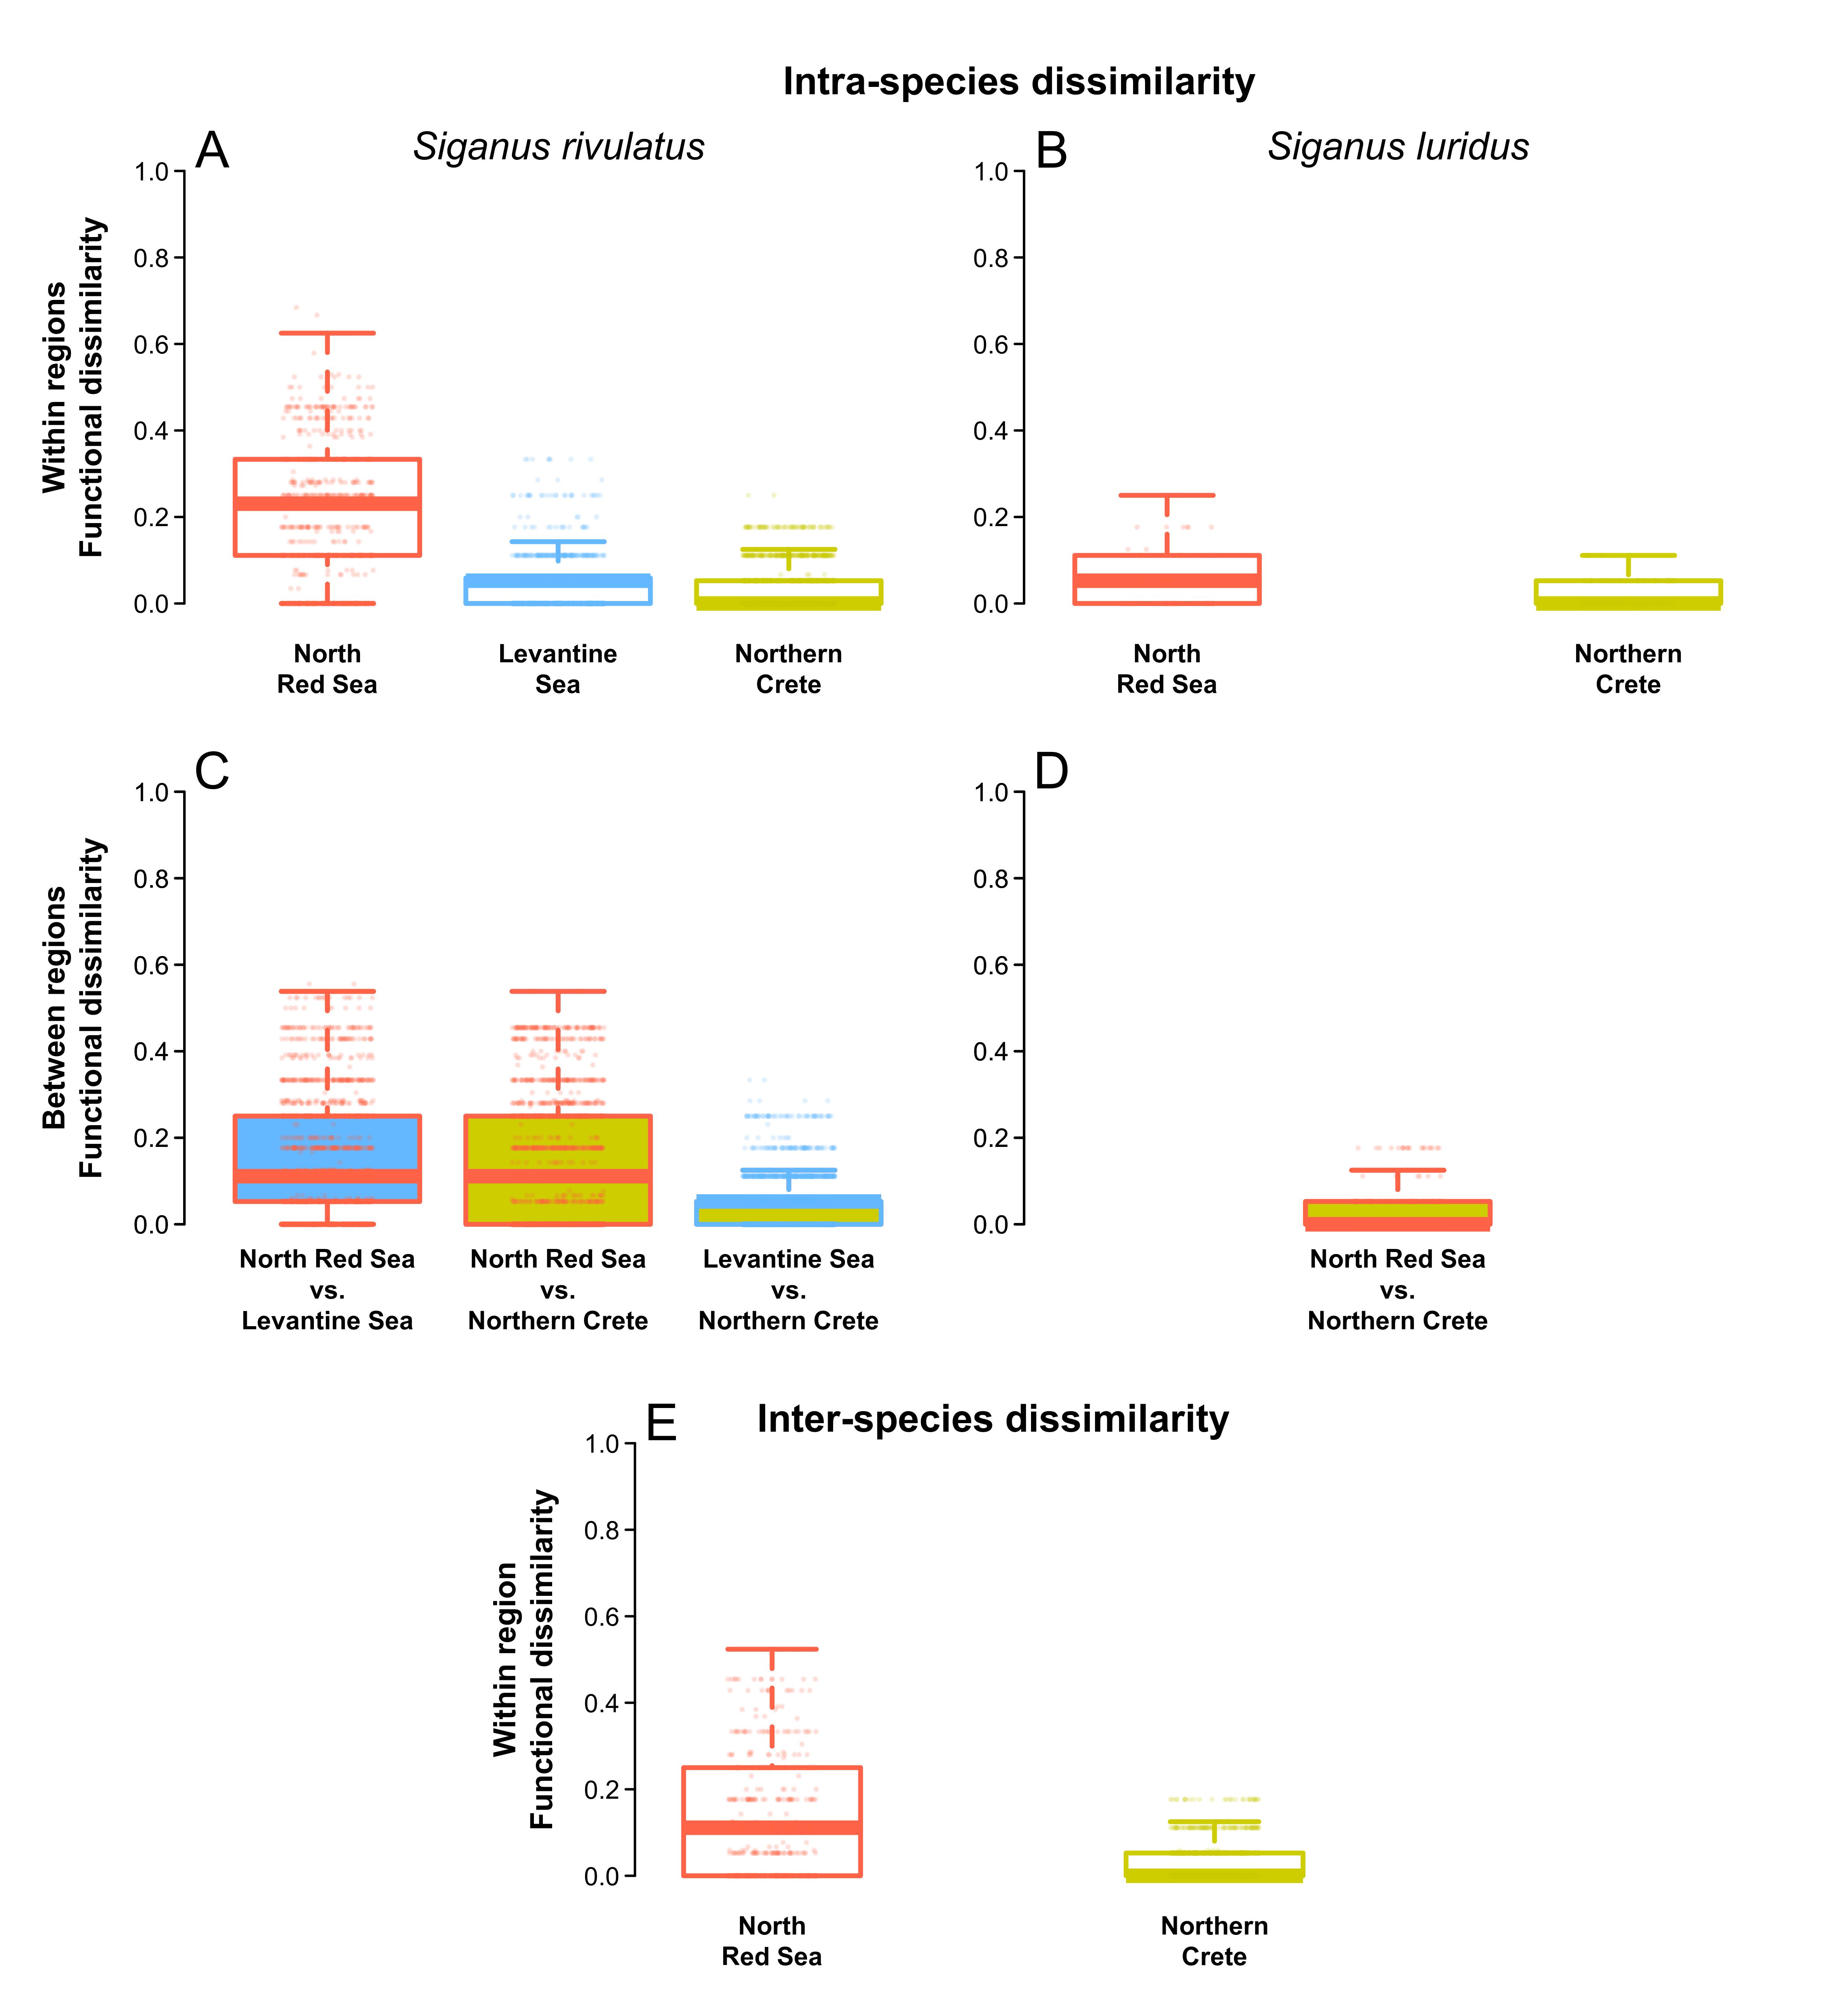 Intra-species dissimilarity
A
Siganus rivulatus
B
Siganus luridus
Within regions
Functional dissimilarity
1.0
0.8
0.6
0.4
0.2
0.0
North
Red Sea
Levantine
Sea
Northern
Crete
1.0
0.8
0.6
0.4
0.2
0.0
North
Red Sea
Northern
Crete
C
D
Between regions
Functional dissimilarity
1.0
0.8
0.6
0.4
0.2
0.0
North Red Sea
vs.
Levantine Sea
North Red Sea
vs.
Northern Crete
Levantine Sea
vs.
Northern Crete
1.0
0.8
0.6
0.4
0.2
0.0
North Red Sea
vs.
Northern Crete
E
Inter-species dissimilarity
Within region
Functional dissimilarity
1.0
0.8
0.6
0.4
0.2
0.0
North
Red Sea
Northern
Crete